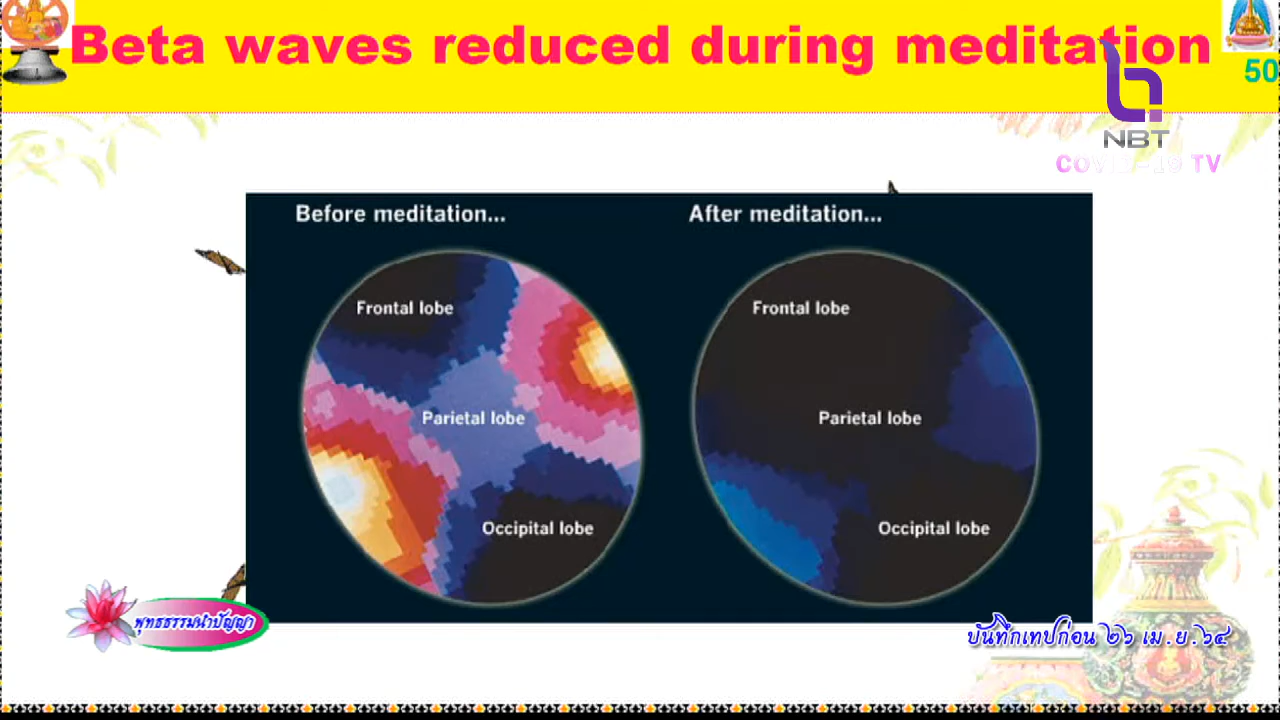 Beta waves reduced during meditation
50
NBT
COVID-19 TV
Before meditation...
After meditation...
Frontal lobe
Frontal lobe
Parietal lobe
Parietal lobe
Occipital lobe
Occipital lobe
พุทธธรรมนำปัญญา
บันทึกเทปก่อน ๒๖ เม.ย.๖๔